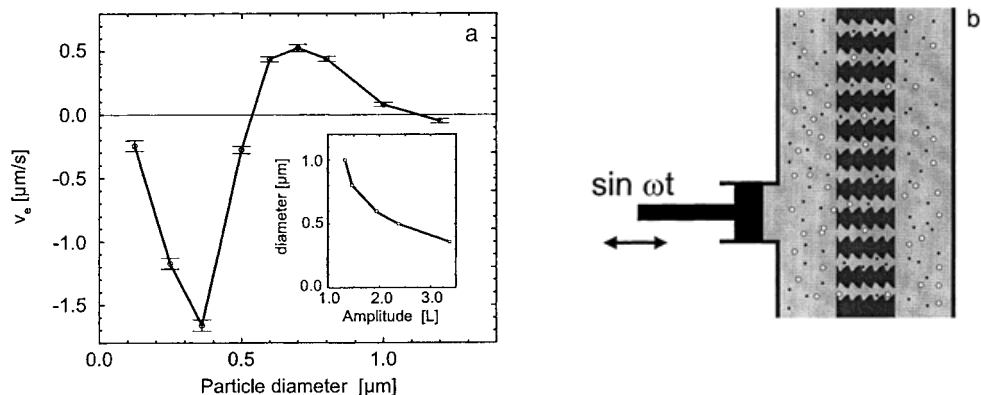 a
0.5
0.0
-0.5
-1.0
-1.5
vₑ [μm/s]
0.0
0.5
1.0
Particle diameter [μm]
1.0
0.5
0.0
diameter [μm]
1.0
2.0
3.0
Amplitude [L]
b
sin ωt